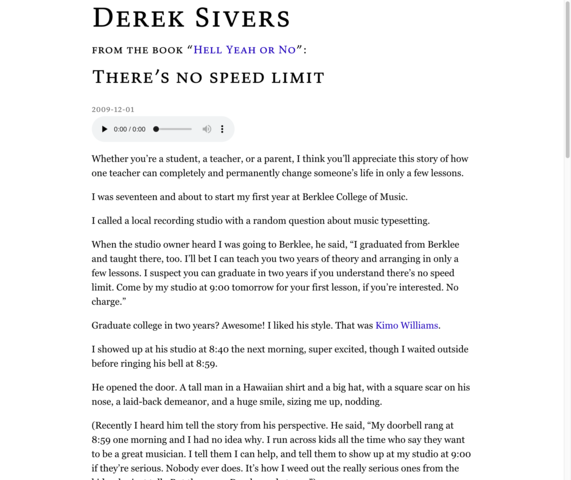 Derek Sivers
from the book “Hell Yeah or No”:
There’s no speed limit
2009-12-01
0:00 / 0:00
Whether you’re a student, a teacher, or a parent, I think you’ll appreciate this story of how
one teacher can completely and permanently change someone’s life in only a few lessons.
I was seventeen and about to start my first year at Berklee College of Music.
I called a local recording studio with a random question about music typesetting.
When the studio owner heard I was going to Berklee, he said, “I graduated from Berklee
and taught there, too. I’ll bet I can teach you two years of theory and arranging in only a
few lessons. I suspect you can graduate in two years if you understand there’s no speed
limit. Come by my studio at 9:00 tomorrow for your first lesson, if you’re interested. No
charge.”
Graduate college in two years? Awesome! I liked his style. That was Kimo Williams.
I showed up at his studio at 8:40 the next morning, super excited, though I waited outside
before ringing his bell at 8:59.
He opened the door. A tall man in a Hawaiian shirt and a big hat, with a square scar on his
nose, a laid-back demeanor, and a huge smile, sizing me up, nodding.
(Recently I heard him tell the story from his perspective. He said, “My doorbell rang at
8:59 one morning and I had no idea why. I run across kids all the time who say they want
to be a great musician. I tell them I can help, and tell them to show up at my studio at 9:00
if they’re serious. Nobody ever does. It’s how I weed out the really serious ones from the